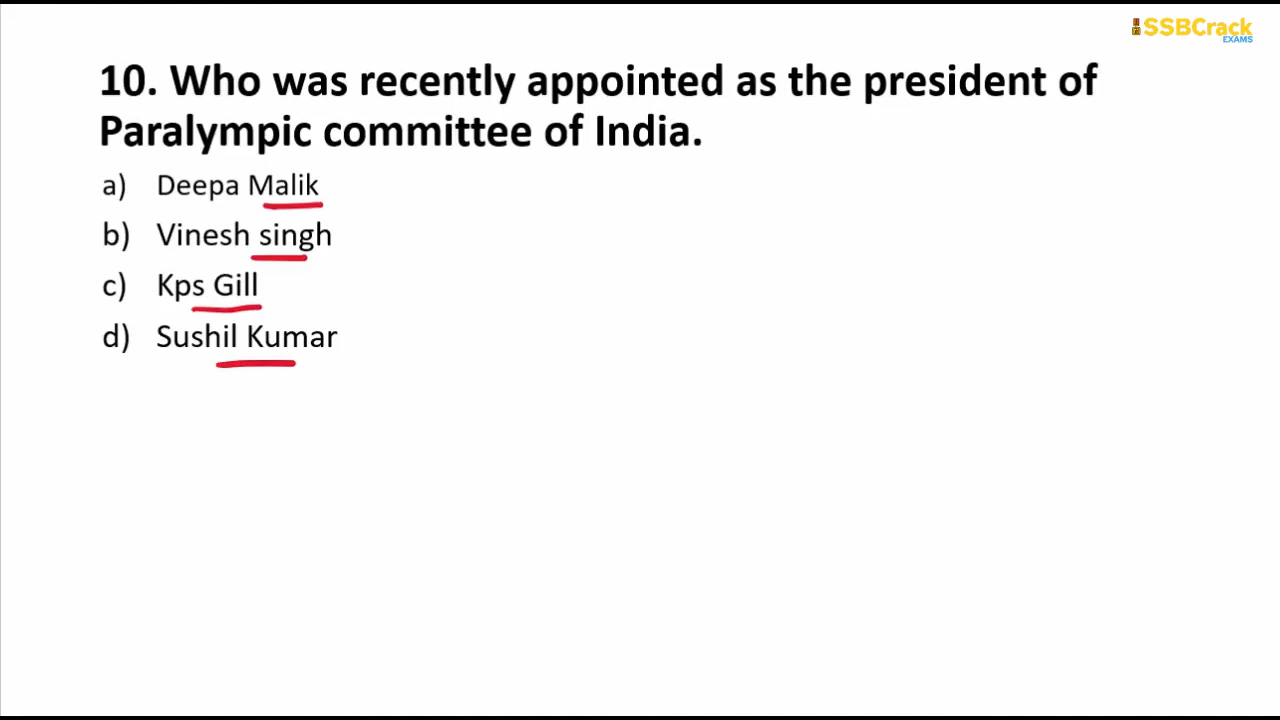 SSBCrack
EXAMS
10. Who was recently appointed as the president of
Paralympic committee of India.
a) Deepa Malik
b) Vinesh singh
c) Kps Gill
d) Sushil Kumar